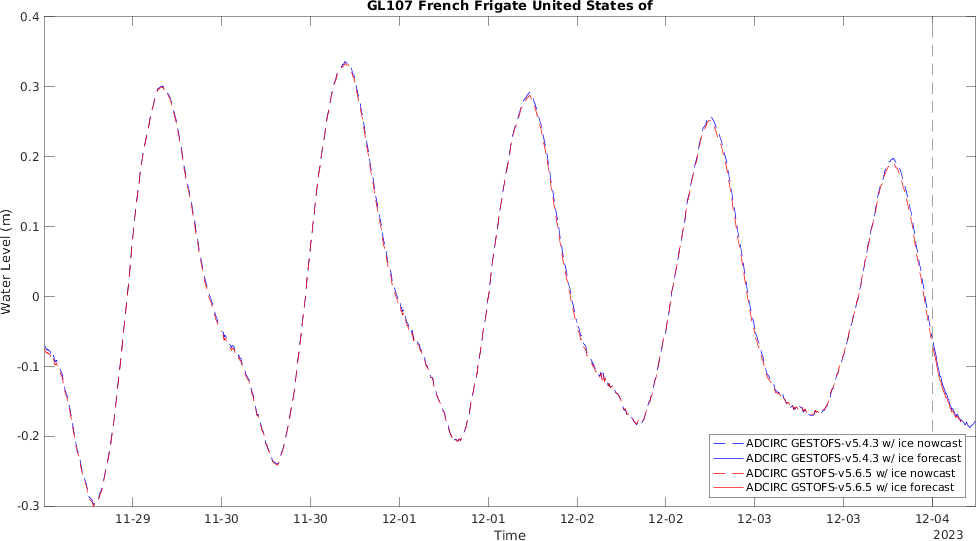 GL107 French Frigate United States of
0.4
0.3
0.2
0.1
0
-0.1
-0.2
-0.3
Water Level (m)
11-29
11-30
11-30
12-01
12-01
12-02
12-02
12-03
12-03
12-04
2023
Time
ADCIRC GESTOFS-v5.4.3 w/ ice nowcast
ADCIRC GESTOFS-v5.4.3 w/ ice forecast
ADCIRC GSTOFS-v5.6.5 w/ ice nowcast
ADCIRC GSTOFS-v5.6.5 w/ ice forecast